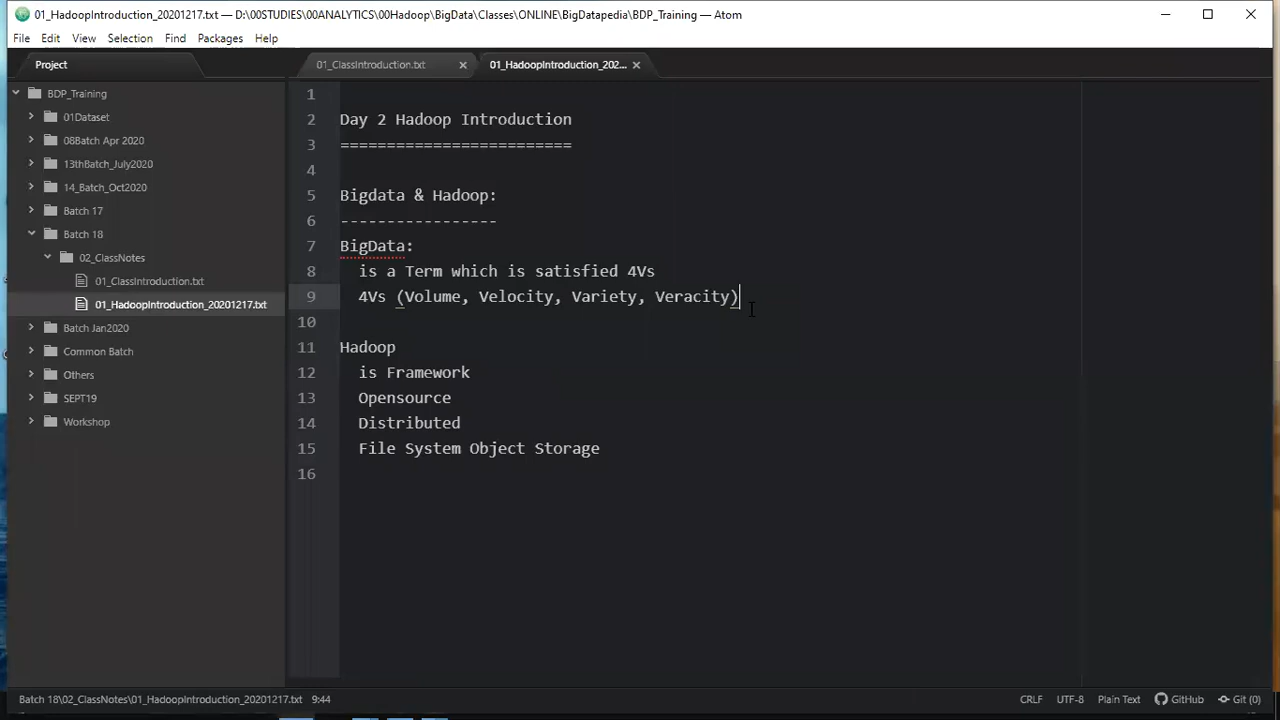 01_HadoopIntroduction_20201217.txt — D:\00STUDIES\00ANALYTICS\00Hadoop\BigData\Classes\ONLINE\BigDatapedia\BDP_Training — Atom
File Edit View Selection Find Packages Help
Project
01_ClassIntroduction.txt
01_HadoopIntroduction_202...
BDP_Training
01Dataset
08Batch Apr 2020
13thBatch_July2020
14_Batch_Oct2020
Batch 17
Batch 18
02_ClassNotes
01_ClassIntroduction.txt
01_HadoopIntroduction_20201217.txt
Batch Jan2020
Common Batch
Others
SEPT19
Workshop
1
2 Day 2 Hadoop Introduction
3 =========================
4
5 Bigdata & Hadoop:
6 -----------------
7 BigData:
8 is a Term which is satisfied 4Vs
9 4Vs (Volume, Velocity, Variety, Veracity)
10
11 Hadoop
12 is Framework
13 Opensource
14 Distributed
15 File System Object Storage
16
Batch 18\02_ClassNotes\01_HadoopIntroduction_20201217.txt 9:44
CRLF UTF-8 Plain Text GitHub Git (0)